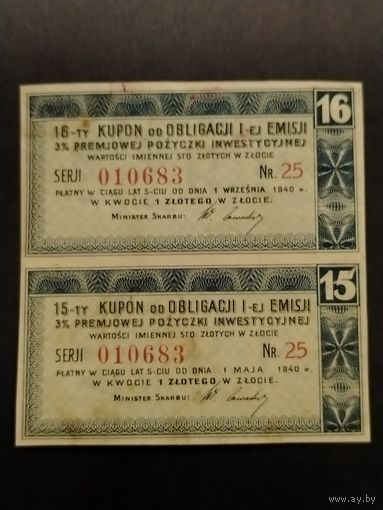 16
16-TY KUPON OD OBLIGACJI I-EJ EMISJI
3% PREMJOWEJ POŻYCZKI INWESTYCYJNEJ
WARTOŚCI IMIENNEJ STO ZŁOTYCH W ZŁOCIE
SERJI 010683 NR. 25
PŁATNY W CIĄGU LAT 5-CIU OD DNIA 1 WRZEŚNIA 1940 R.
W KWOCIE 1 ZŁOTEGO W ZŁOCIE.
MINISTER SKARBU:
15
15-TY KUPON OD OBLIGACJI I-EJ EMISJI
3% PREMJOWEJ POŻYCZKI INWESTYCYJNEJ
WARTOŚCI IMIENNEJ STO ZŁOTYCH W ZŁOCIE
SERJI 010683 NR. 25
PŁATNY W CIĄGU LAT 5-CIU OD DNIA 1 MAJA 1940 R.
W KWOCIE 1 ZŁOTEGO W ZŁOCIE.
MINISTER SKARBU:
ay.by